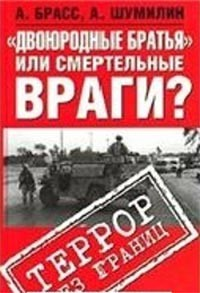 А. БРАСС, А. ШУМИЛИН
«ДВОЮРОДНЫЕ БРАТЬЯ»
ИЛИ СМЕРТЕЛЬНЫЕ
ВРАГИ?
ТЕРРОР
БЕЗ ГРАНИЦ